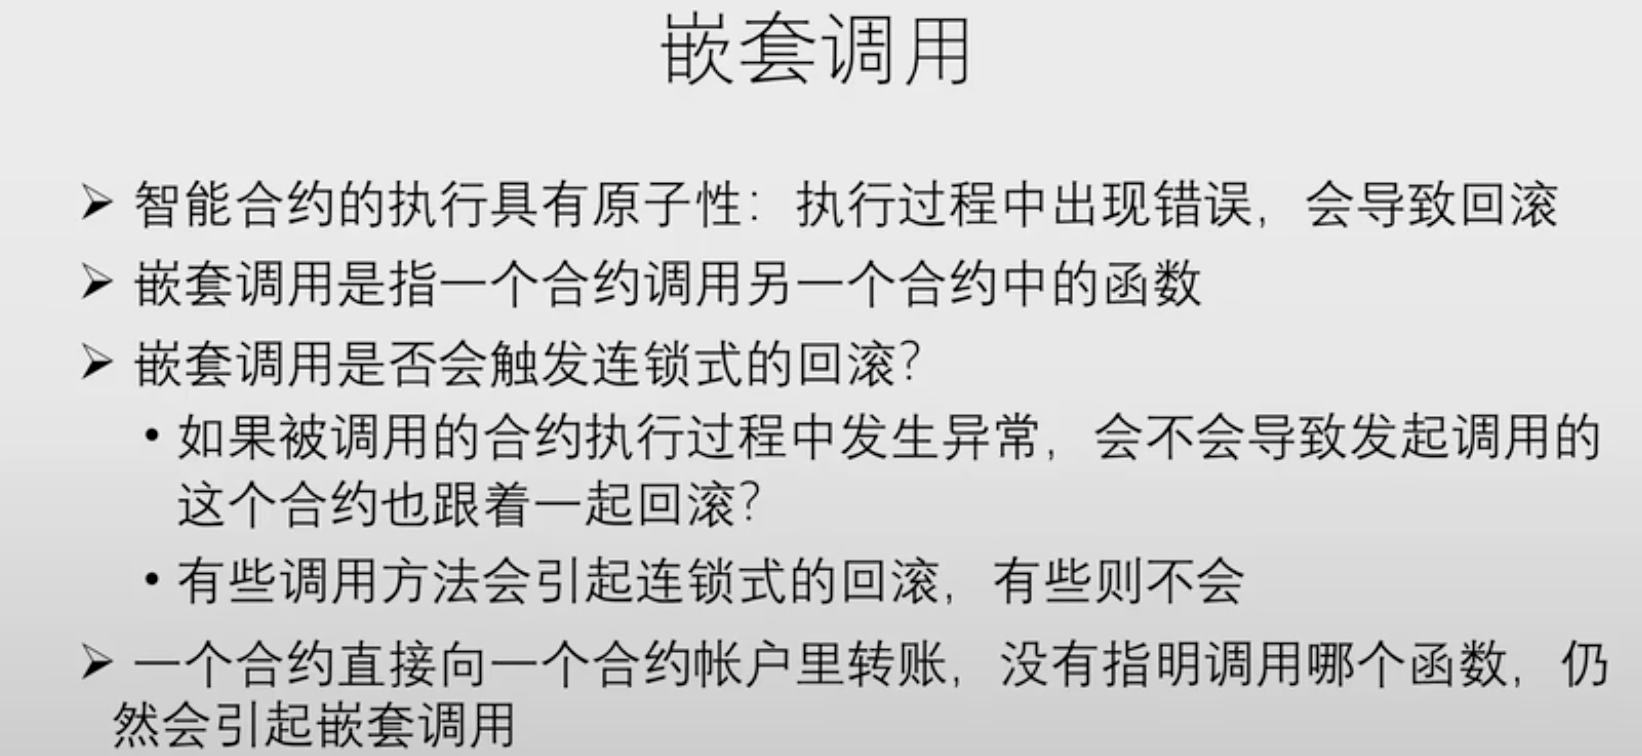 嵌套调用
➢ 智能合约的执行具有原子性：执行过程中出现错误，会导致回滚
➢ 嵌套调用是指一个合约调用另一个合约中的函数
➢ 嵌套调用是否会触发连锁式的回滚？
• 如果被调用的合约执行过程中发生异常，会不会导致发起调用的
这个合约也跟着一起回滚？
• 有些调用方法会引起连锁式的回滚，有些则不会
➢ 一个合约直接向一个合约帐户里转账，没有指明调用哪个函数，仍
然会引起嵌套调用